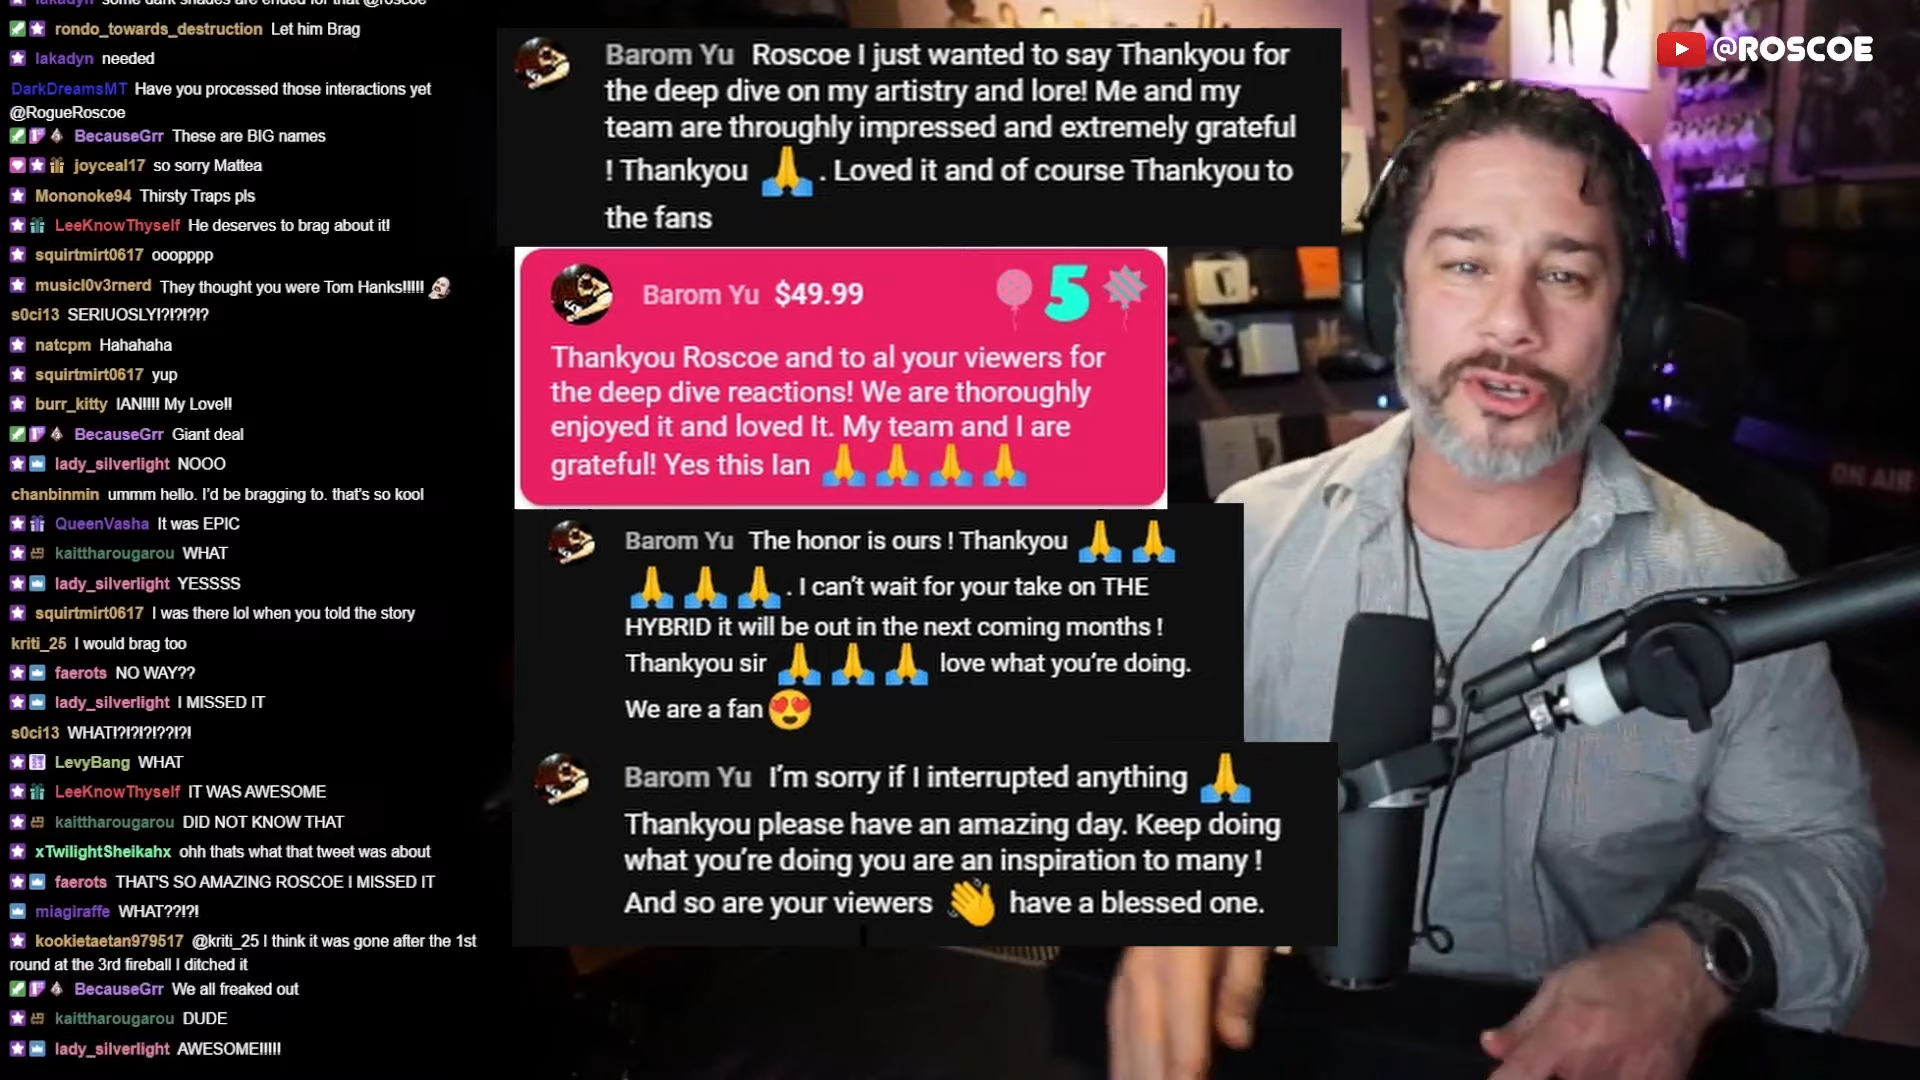 lakadyn some dark shades are ended for that @roscoe
rondo_towards_destruction Let him Brag
lakadyn needed
DarkDreamsMT Have you processed those interactions yet
@RogueRoscoe
BecauseGrr These are BIG names
joyceal17 so sorry Mattea
Mononoke94 Thirsty Traps pls
LeeKnowThyself He deserves to brag about it!
squirtmirt0617 ooopppp
musicl0v3rnerd They thought you were Tom Hanks!!!!!
s0ci13 SERIUOSLY!?!?!?!?
natcpm Hahahaha
squirtmirt0617 yup
burr_kitty IAN!!!! My Love!!
BecauseGrr Giant deal
lady_silverlight NOOO
chanbinmin ummm hello. I'd be bragging to. that's so kool
QueenVasha It was EPIC
kaittharougarou WHAT
lady_silverlight YESSSS
squirtmirt0617 I was there lol when you told the story
kriti_25 I would brag too
faerots NO WAY??
lady_silverlight I MISSED IT
s0ci13 WHAT!?!?!?!??!?!
LevyBang WHAT
LeeKnowThyself IT WAS AWESOME
kaittharougarou DID NOT KNOW THAT
xTwilightSheikahx ohh thats what that tweet was about
faerots THAT'S SO AMAZING ROSCOE I MISSED IT
miagiraffe WHAT??!?!
kookietaetan979517 @kriti_25 I think it was gone after the 1st
round at the 3rd fireball I ditched it
BecauseGrr We all freaked out
kaittharougarou DUDE
lady_silverlight AWESOME!!!!!
Barom Yu Roscoe I just wanted to say Thankyou for
the deep dive on my artistry and lore! Me and my
team are throughly impressed and extremely grateful
! Thankyou 🙏 . Loved it and of course Thankyou to
the fans
Barom Yu $49.99 5
Thankyou Roscoe and to al your viewers for
the deep dive reactions! We are thoroughly
enjoyed it and loved It. My team and I are
grateful! Yes this Ian 🙏 🙏 🙏 🙏
Barom Yu The honor is ours ! Thankyou 🙏 🙏
🙏 🙏 🙏 . I can't wait for your take on THE
HYBRID it will be out in the next coming months !
Thankyou sir 🙏 🙏 🙏 love what you're doing.
We are a fan 😍
Barom Yu I'm sorry if I interrupted anything 🙏
Thankyou please have an amazing day. Keep doing
what you're doing you are an inspiration to many !
And so are your viewers 👋 have a blessed one.
@ROSCOE
ON AIR